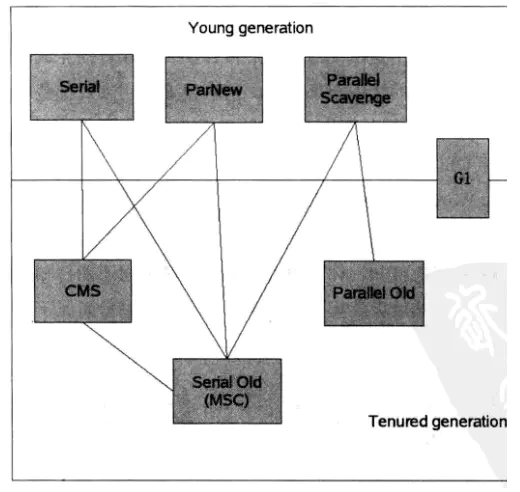 Young generation
Serial
ParNew
Parallel
Scavenge
G1
CMS
Parallel Old
Serial Old
(MSC)
Tenured generation